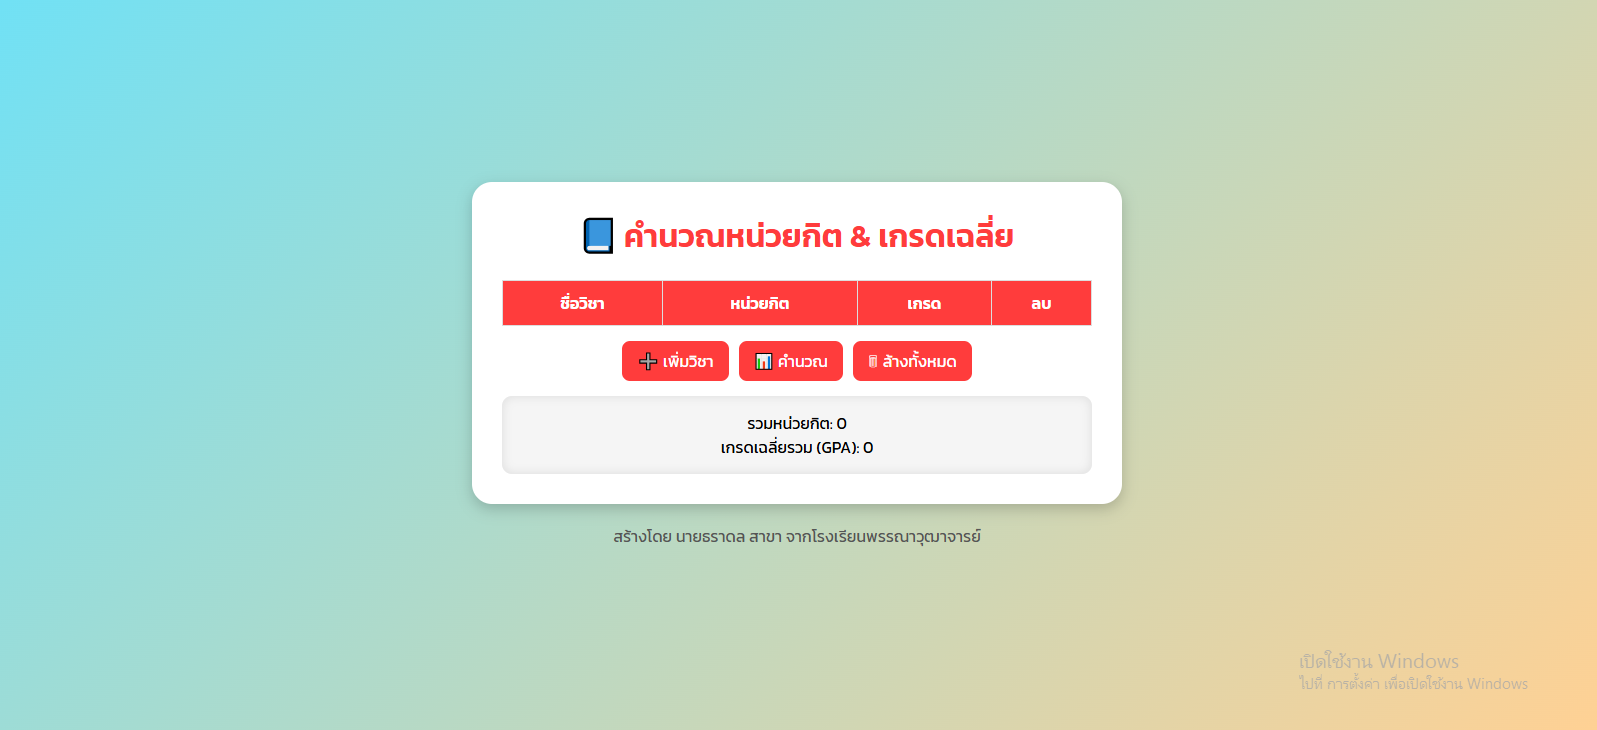 คำนวณหน่วยกิต & เกรดเฉลี่ย
ชื่อวิชา หน่วยกิต เกรด ลบ
เพิ่มวิชา คำนวณ ล้างทั้งหมด
รวมหน่วยกิต: 0
เกรดเฉลี่ยรวม (GPA): 0
สร้างโดย นายธราดล สาขา จากโรงเรียนพรรณาวุฒาจารย์
เปิดใช้งาน Windows
ไปที่ การตั้งค่า เพื่อเปิดใช้งาน Windows